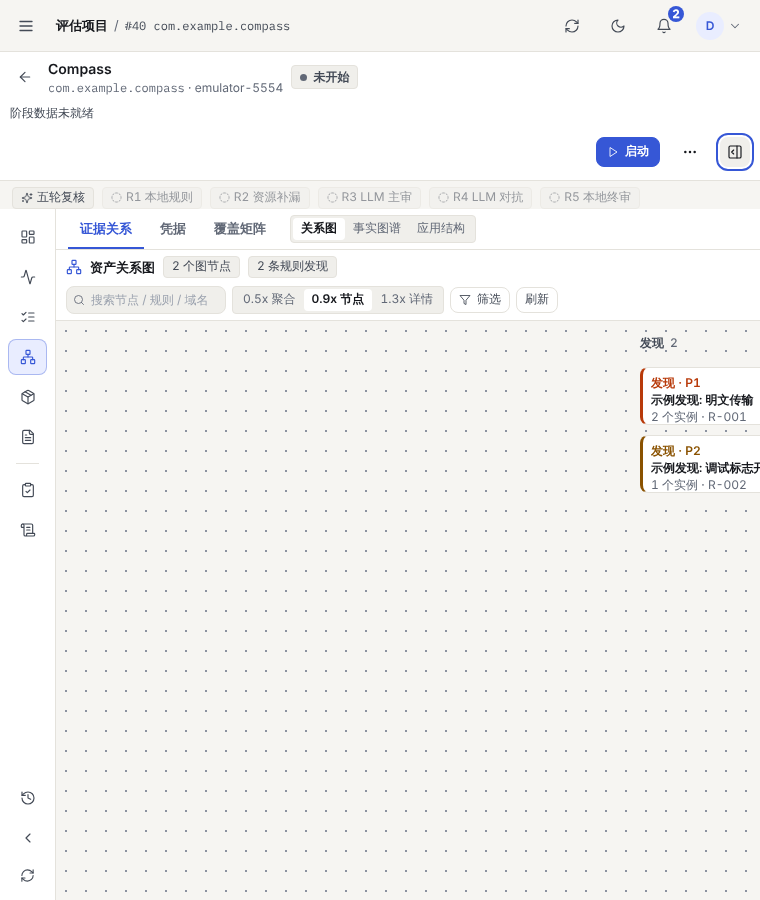 评估项目 / #40 com.example.compass
2
D
Compass
com.example.compass · emulator-5554
未开始
阶段数据未就绪
启动
五轮复核
R1 本地规则
R2 资源补漏
R3 LLM 主审
R4 LLM 对抗
R5 本地终审
证据关系
凭据
覆盖矩阵
关系图
事实图谱
应用结构
资产关系图
2 个图节点
2 条规则发现
搜索节点 / 规则 / 域名
0.5x 聚合
0.9x 节点
1.3x 详情
筛选
刷新
发现 2
发现 · P1
示例发现: 明文传输
2 个实例 · R-001
发现 · P2
示例发现: 调试标志
1 个实例 · R-002